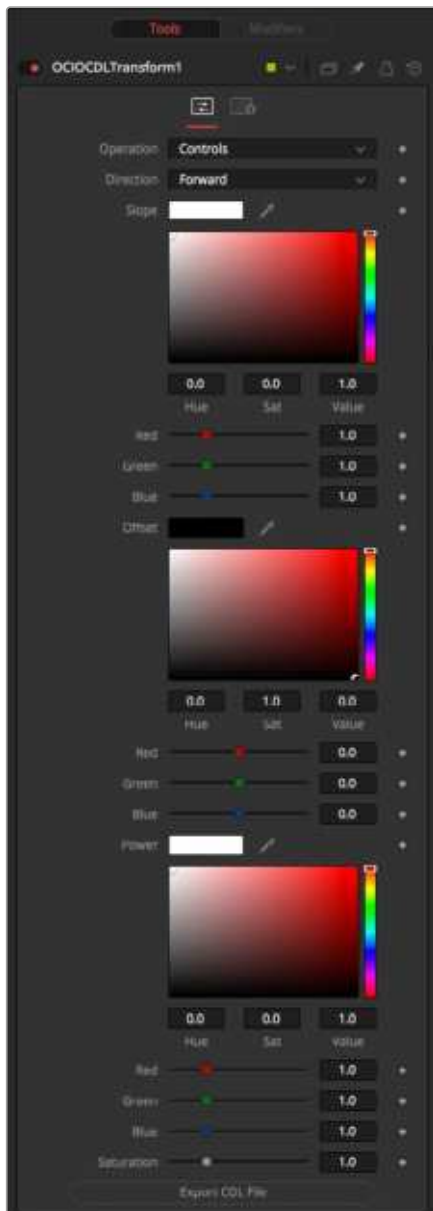 Tools Modifiers
OCIOCDLTransform1
Operation Controls
Direction Forward
Slope
0.0 0.0 1.0
Hue Sat Value
Red 1.0
Green 1.0
Blue 1.0
Offset
0.0 1.0 0.0
Hue Sat Value
Red 0.0
Green 0.0
Blue 0.0
Power
0.0 0.0 1.0
Hue Sat Value
Red 1.0
Green 1.0
Blue 1.0
Saturation 1.0
Export CDL File